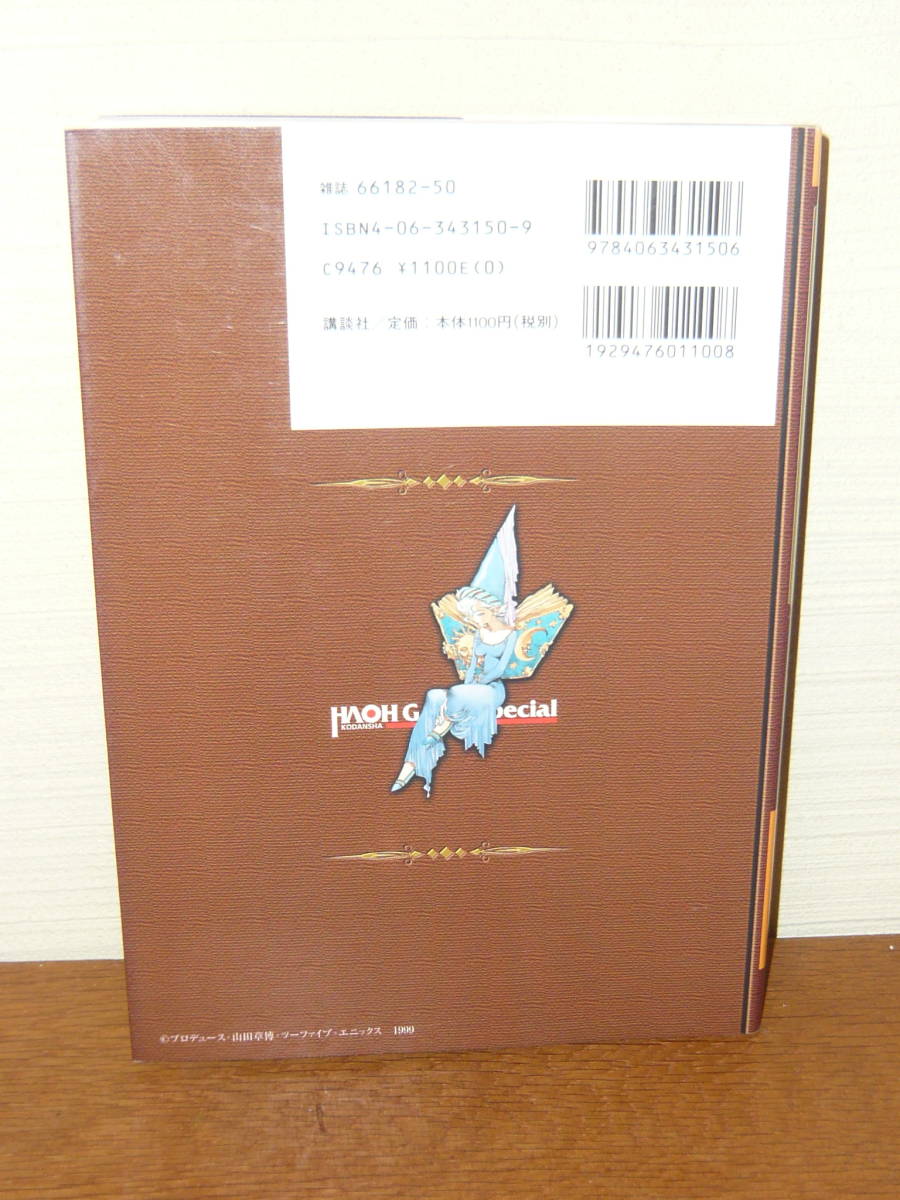 雑誌 66182-50
ISBN4-06-343150-9
C9476 ¥1100E(0)
講談社/定価:本体1100円(税別)
9784063431506
1929476011008
HAOH G pecial
KODANSHA
©プロデュース・山田章博・ツーファイブ・エニックス 1999